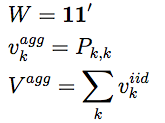 W = 𝟏𝟏′
v_k^{agg} = P_{k,k}
V^{agg} = \sum_k v_k^{iid}